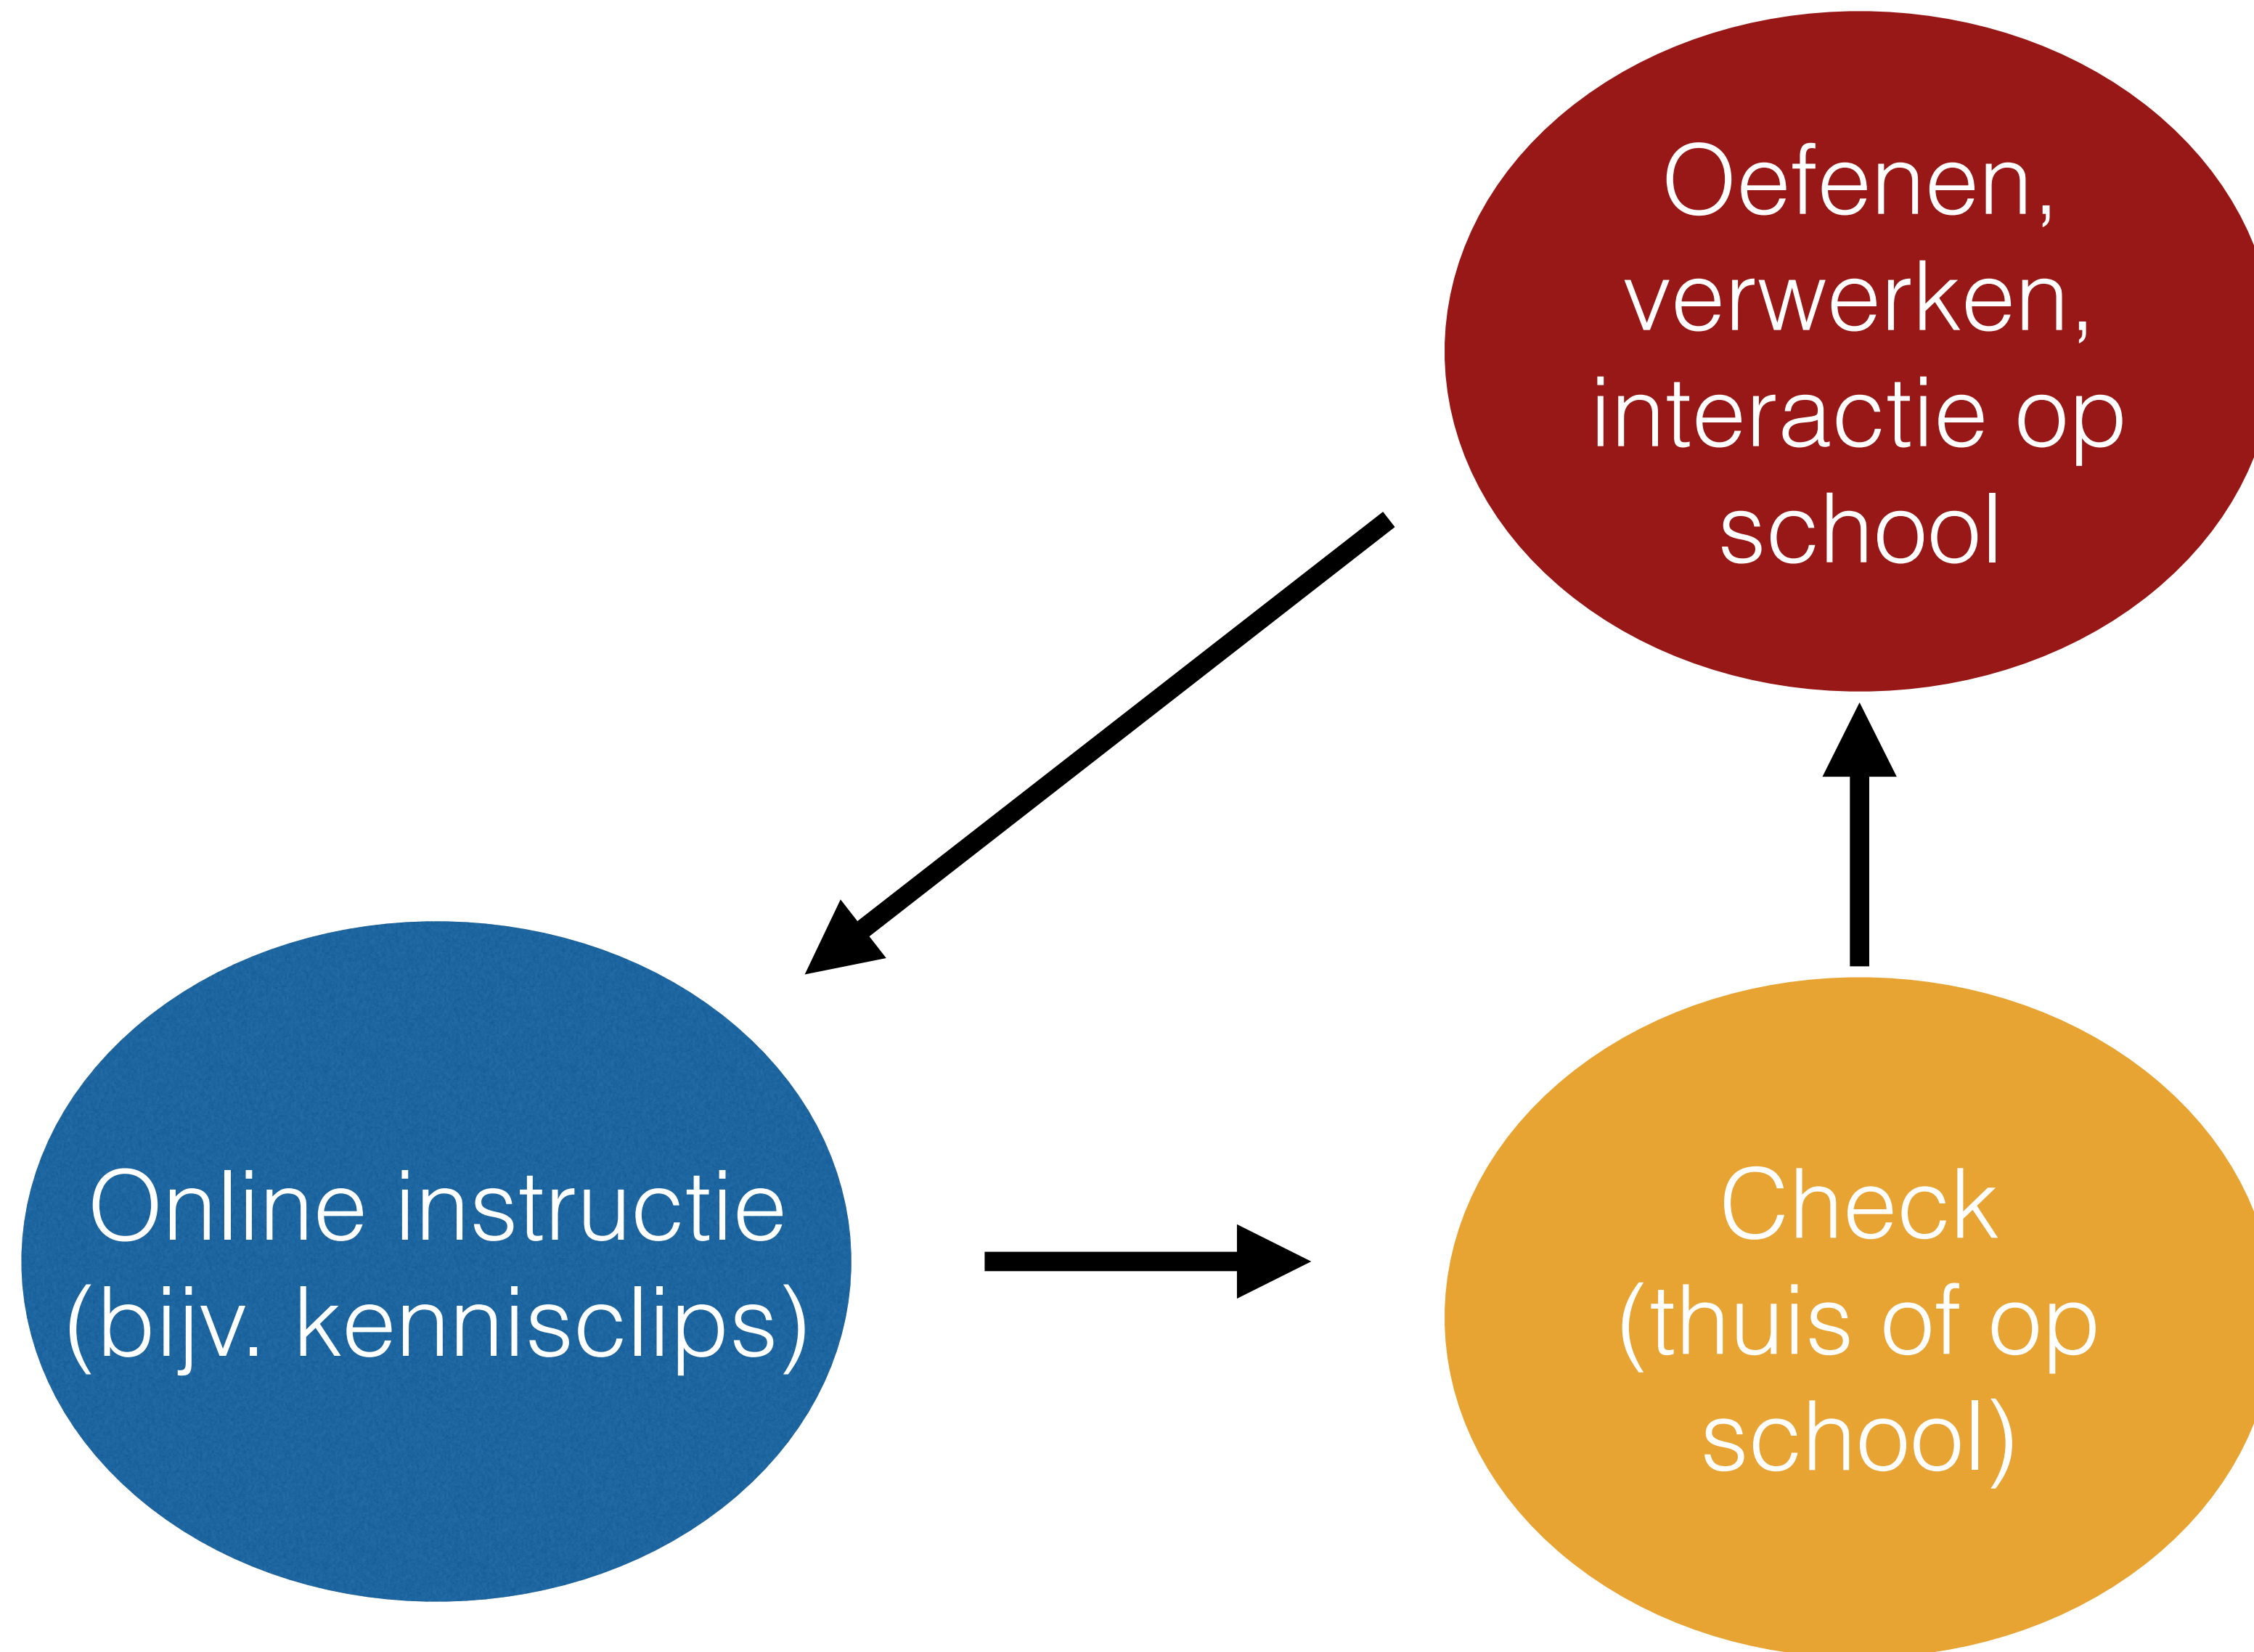 Oefenen,
verwerken,
interactie op
school
Online instructie
(bijv. kennisclips)
Check
(thuis of op
school)